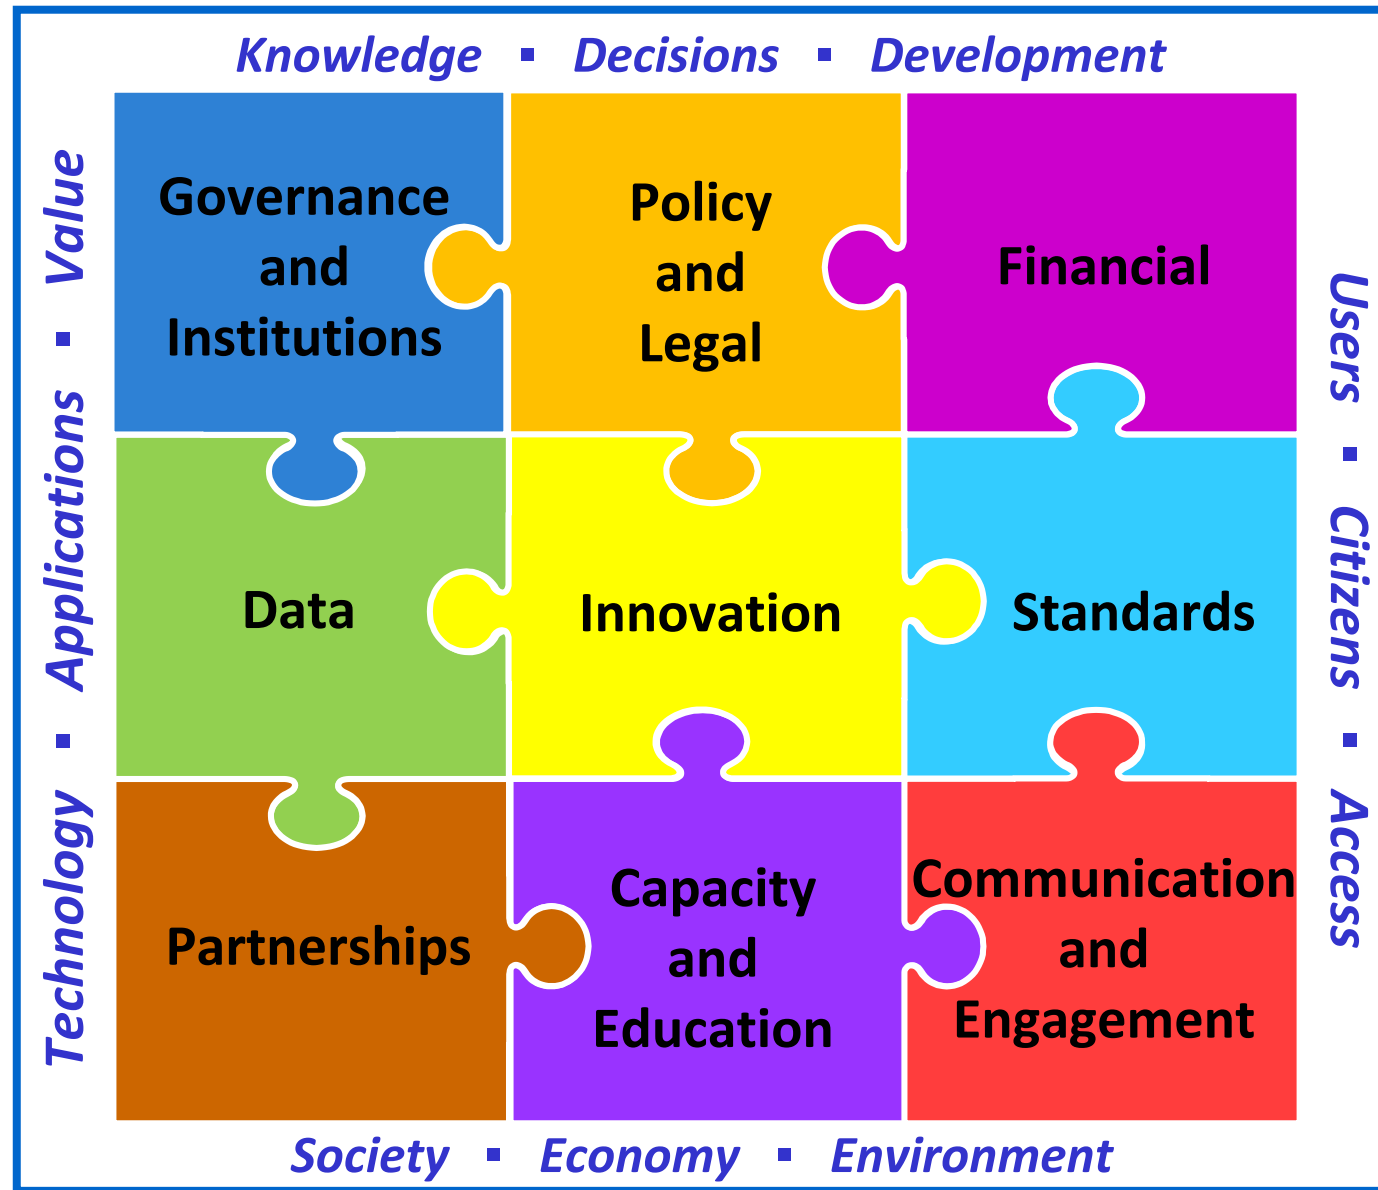 Knowledge ▪ Decisions ▪ Development
Technology ▪ Applications ▪ Value
Governance
and
Institutions
Policy
and
Legal
Financial
Data
Innovation
Standards
Partnerships
Capacity
and
Education
Communication
and
Engagement
Users ▪ Citizens ▪ Access
Society ▪ Economy ▪ Environment